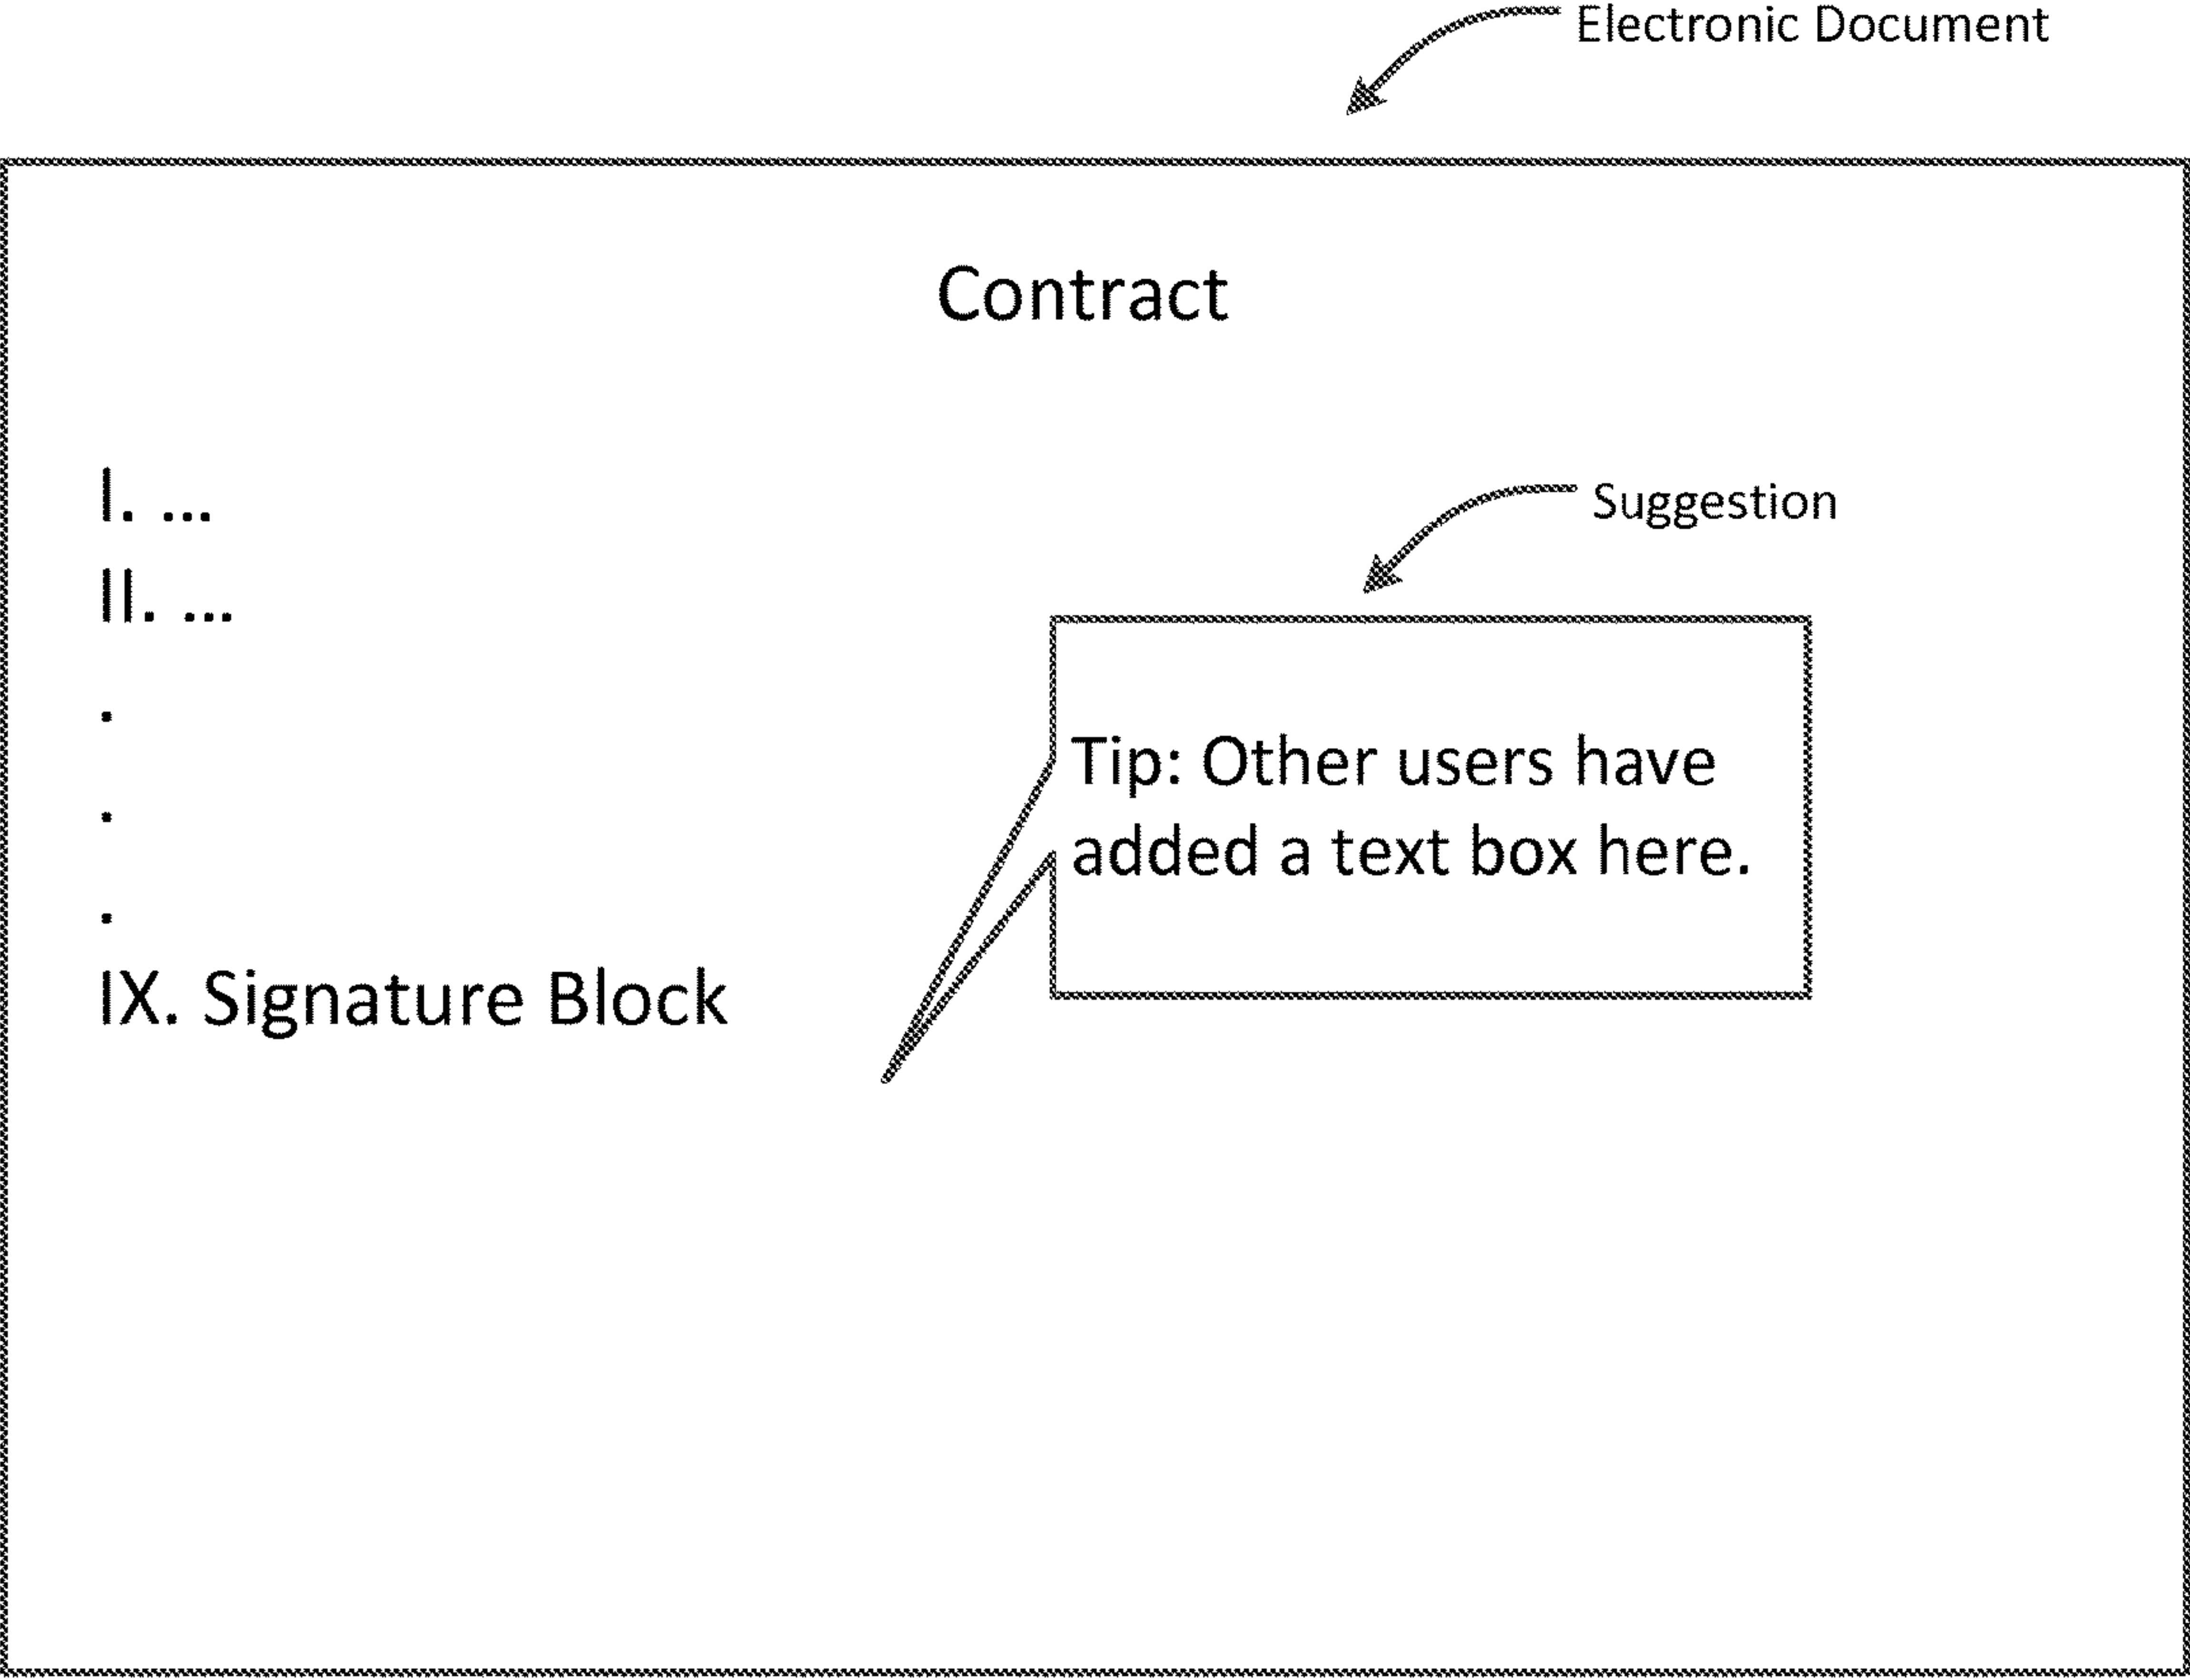 Electronic Document
Contract
I. ...
Suggestion
II. ...
.
Tip: Other users have
.
added a text box here.
.
IX. Signature Block